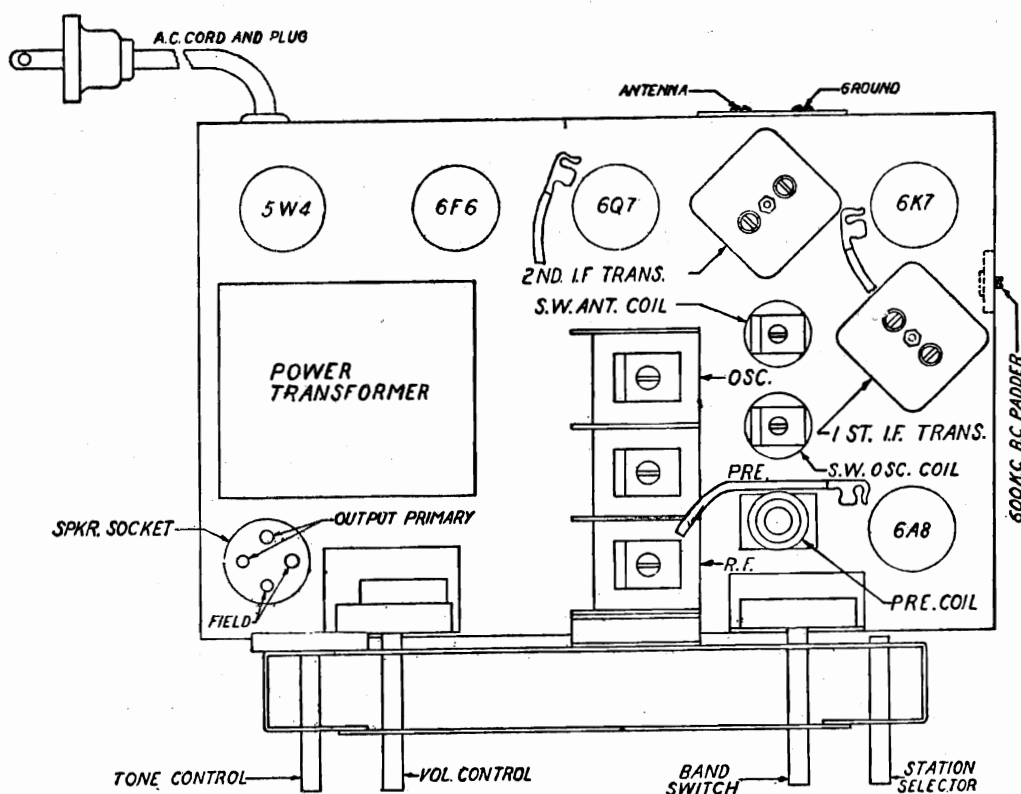 A.C. CORD AND PLUG
ANTENNA
GROUND
5W4
6F6
6Q7
6K7
2ND. I.F TRANS.
S.W. ANT. COIL
POWER
TRANSFORMER
OSC.
1 ST. I.F. TRANS.
600KC BC PADDER
S.W. OSC. COIL
PRE.
SPKR. SOCKET
OUTPUT PRIMARY
6A8
R.F.
PRE. COIL
FIELD
TONE CONTROL
VOL. CONTROL
BAND
SWITCH
STATION
SELECTOR